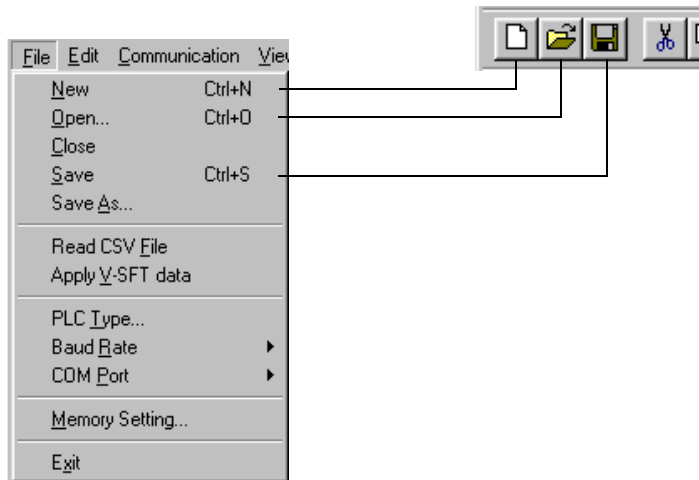 File Edit Communication
New Ctrl+N
Open... Ctrl+O
Close
Save Ctrl+S
Save As...
Read CSV File
Apply V-SFT data
PLC Type...
Baud Rate
COM Port
Memory Setting...
Exit